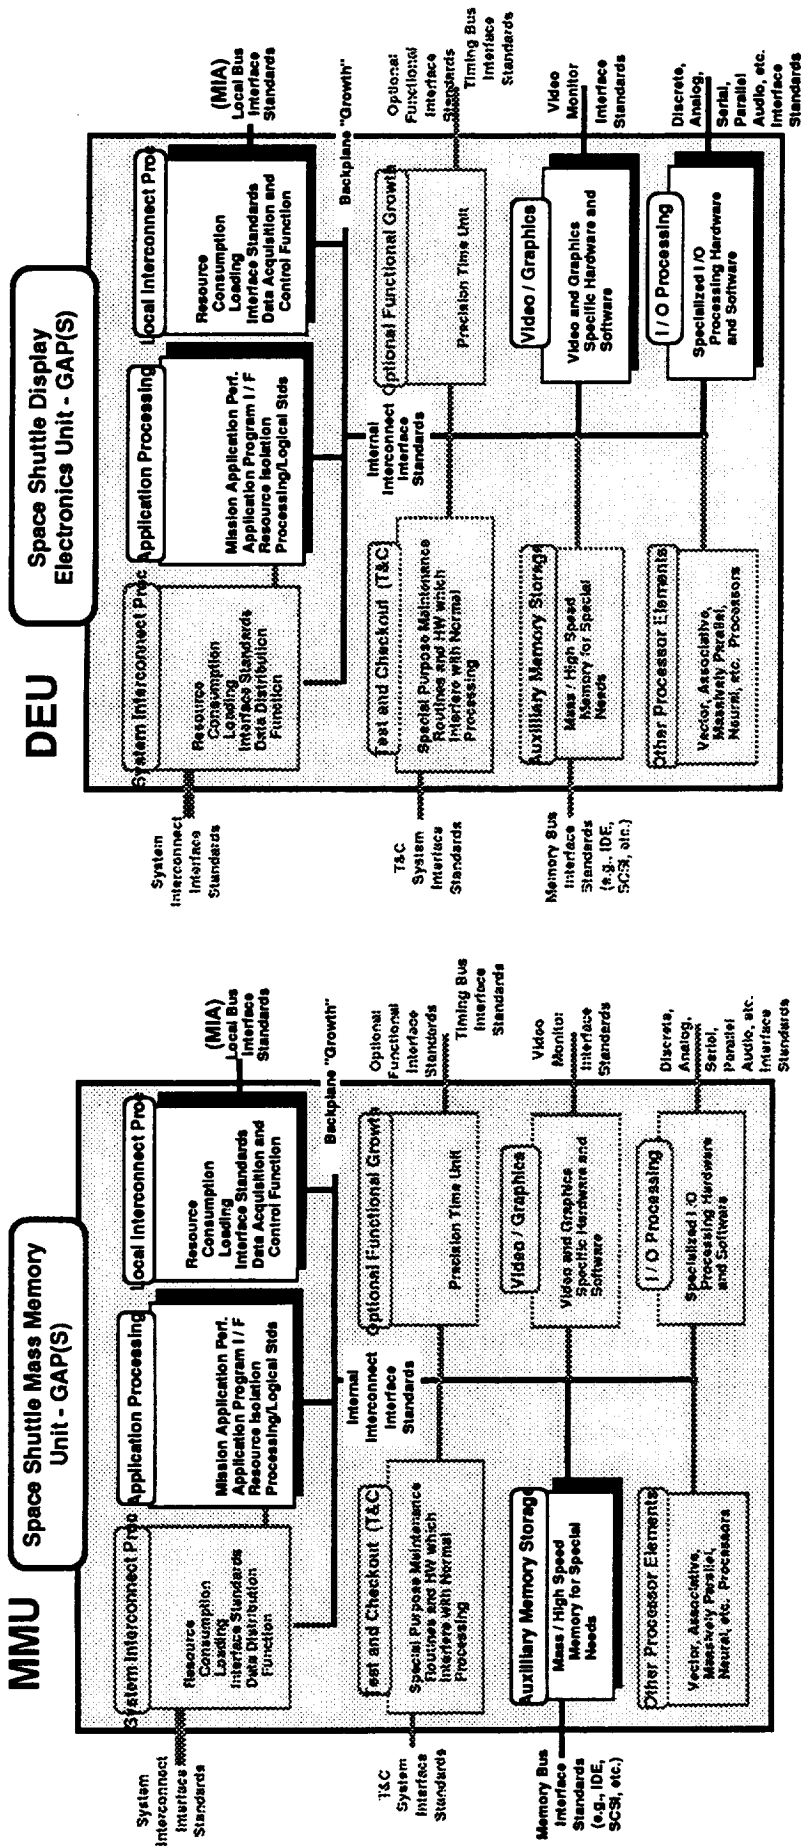 MMU
Space Shuttle Mass Memory
Unit - GAP(S)
System
Interconnect
Interface
Standards
System Interconnect Proc
Resource
Consumption
Loading
Interface Standards
Data Distribution
Function
Application Processing
Mission Application Perf.
Application Program I / F
Resource Isolation
Processing/Logical Stds
Local Interconnect Proc
Resource
Consumption
Loading
Interface Standards
Data Acquisition and
Control Function
(MIA)
Local Bus
Interface
Standards
Backplane "Growth"
Internal
Interconnect
Interface
Standards
T&C
System
Interface
Standards
Test and Checkout (T&C)
Special Purpose Maintenance
Routines and HW which
Interfere with Normal
Processing
Optional Functional Growth
Precision Time Unit
Optional
Functional
Interface
Standards
Timing Bus
Interface
Standards
Memory Bus
Interface
Standards
(e.g., IDE,
SCSI, etc.)
Auxilliary Memory Storage
Mass / High Speed
Memory for Special
Needs
Video / Graphics
Video and Graphics
Specific Hardware and
Software
Video
Monitor
Interface
Standards
Other Processor Elements
Vector, Associative,
Massively Parallel,
Neural, etc. Processors
I / O Processing
Specialized I/O
Processing Hardware
and Software
Discrete,
Analog,
Serial,
Parallel
Audio, etc.
Interface
Standards
DEU
Space Shuttle Display
Electronics Unit - GAP(S)
System
Interconnect
Interface
Standards
System Interconnect Proc
Resource
Consumption
Loading
Interface Standards
Data Distribution
Function
Application Processing
Mission Application Perf.
Application Program I / F
Resource Isolation
Processing/Logical Stds
Local Interconnect Proc
Resource
Consumption
Loading
Interface Standards
Data Acquisition and
Control Function
(MIA)
Local Bus
Interface
Standards
Backplane "Growth"
Internal
Interconnect
Interface
Standards
T&C
System
Interface
Standards
Test and Checkout (T&C)
Special Purpose Maintenance
Routines and HW which
Interfere with Normal
Processing
Optional Functional Growth
Precision Time Unit
Optional
Functional
Interface
Standards
Timing Bus
Interface
Standards
Memory Bus
Interface
Standards
(e.g., IDE,
SCSI, etc.)
Auxilliary Memory Storage
Mass / High Speed
Memory for Special
Needs
Video / Graphics
Video and Graphics
Specific Hardware and
Software
Video
Monitor
Interface
Standards
Other Processor Elements
Vector, Associative,
Massively Parallel,
Neural, etc. Processors
I / O Processing
Specialized I/O
Processing Hardware
and Software
Discrete,
Analog,
Serial,
Parallel
Audio, etc.
Interface
Standards